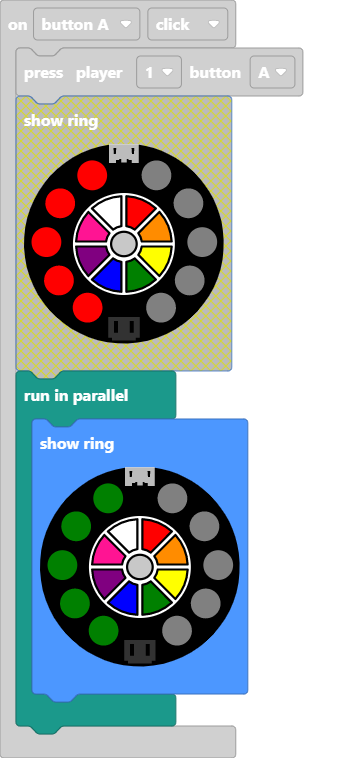 on button A click
press player 1 button A
show ring
run in parallel
show ring